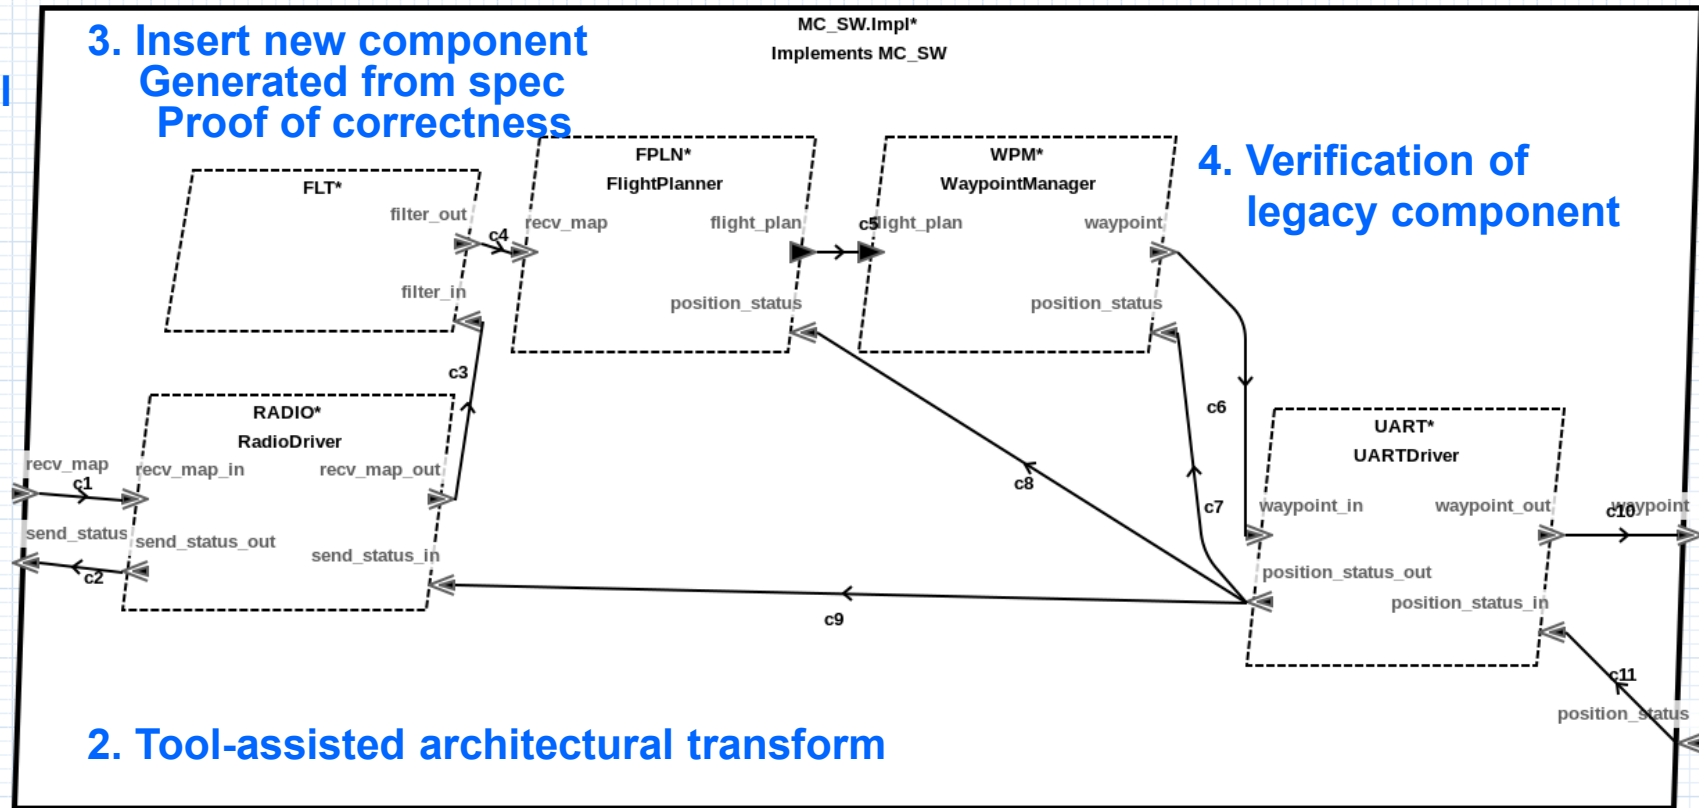 MC_SW.Impl*
Implements MC_SW
3. Insert new component
Generated from spec
Proof of correctness
l
4. Verification of
legacy component
FLT*
filter_out
filter_in
c4
FPLN*
FlightPlanner
recv_map
flight_plan
position_status
c5
WPM*
WaypointManager
flight_plan
waypoint
position_status
c3
RADIO*
RadioDriver
recv_map
c1
recv_map_in
recv_map_out
send_status
c2
send_status_out
send_status_in
c6
c7
c8
c9
UART*
UARTDriver
waypoint_in
waypoint_out
c10
waypoint
position_status_out
position_status_in
c11
position_status
2. Tool-assisted architectural transform